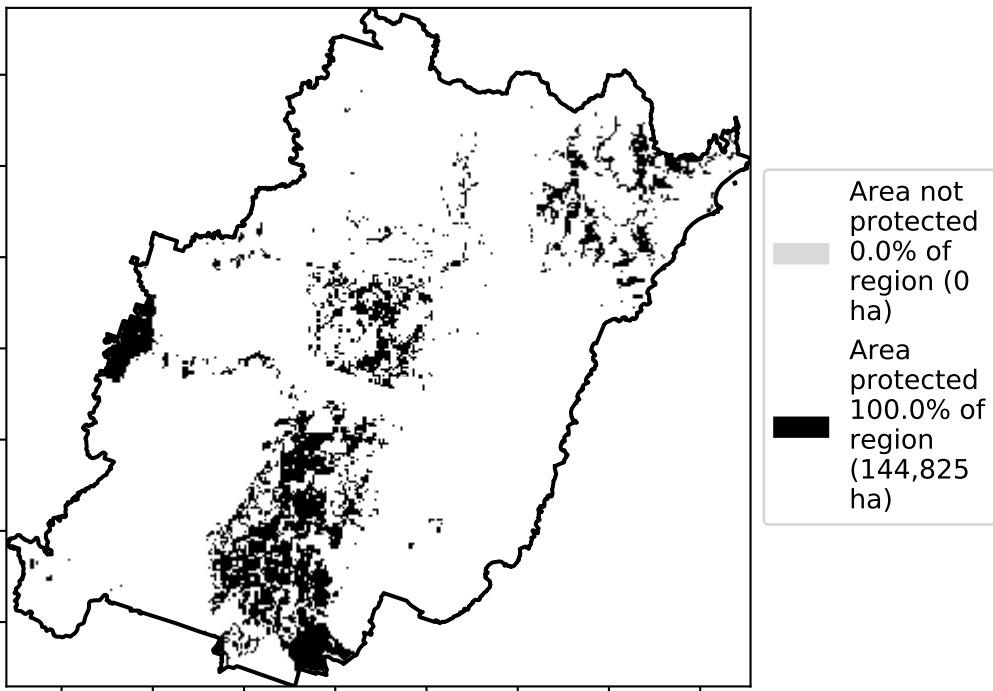 Area not
protected
0.0% of
region (0
ha)
Area
protected
100.0% of
region
(144,825
ha)